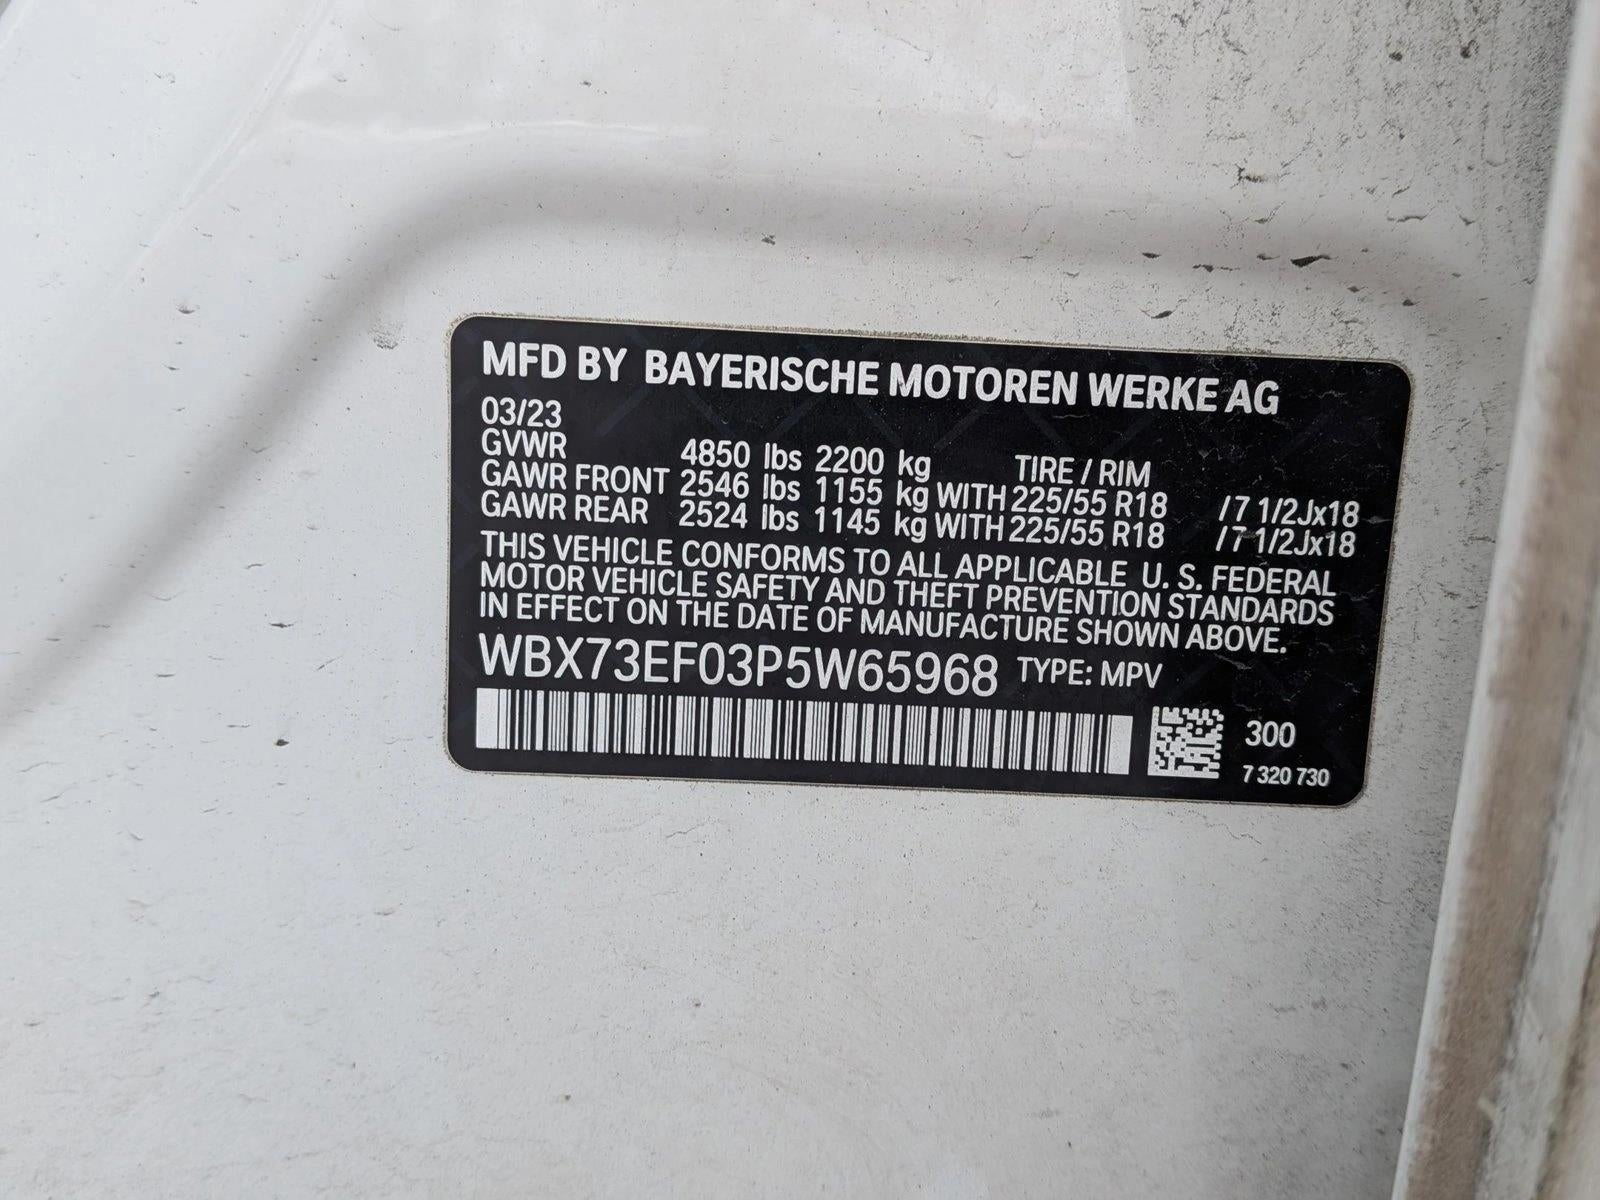 MFD BY BAYERISCHE MOTOREN WERKE AG
03/23
GVWR 4850 lbs 2200 kg TIRE / RIM
GAWR FRONT 2546 lbs 1155 kg WITH 225/55 R18 /7 1/2Jx18
GAWR REAR 2524 lbs 1145 kg WITH 225/55 R18 /7 1/2Jx18
THIS VEHICLE CONFORMS TO ALL APPLICABLE U. S. FEDERAL
MOTOR VEHICLE SAFETY AND THEFT PREVENTION STANDARDS
IN EFFECT ON THE DATE OF MANUFACTURE SHOWN ABOVE.
WBX73EF03P5W65968 TYPE: MPV
300
7 320 730